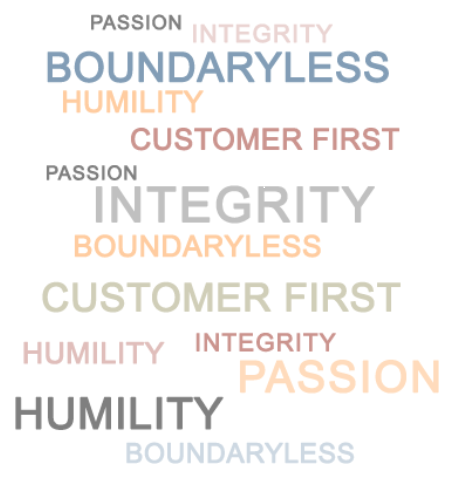 PASSION INTEGRITY
BOUNDARYLESS
HUMILITY
CUSTOMER FIRST
PASSION
INTEGRITY
BOUNDARYLESS
CUSTOMER FIRST
HUMILITY INTEGRITY
PASSION
HUMILITY
BOUNDARYLESS